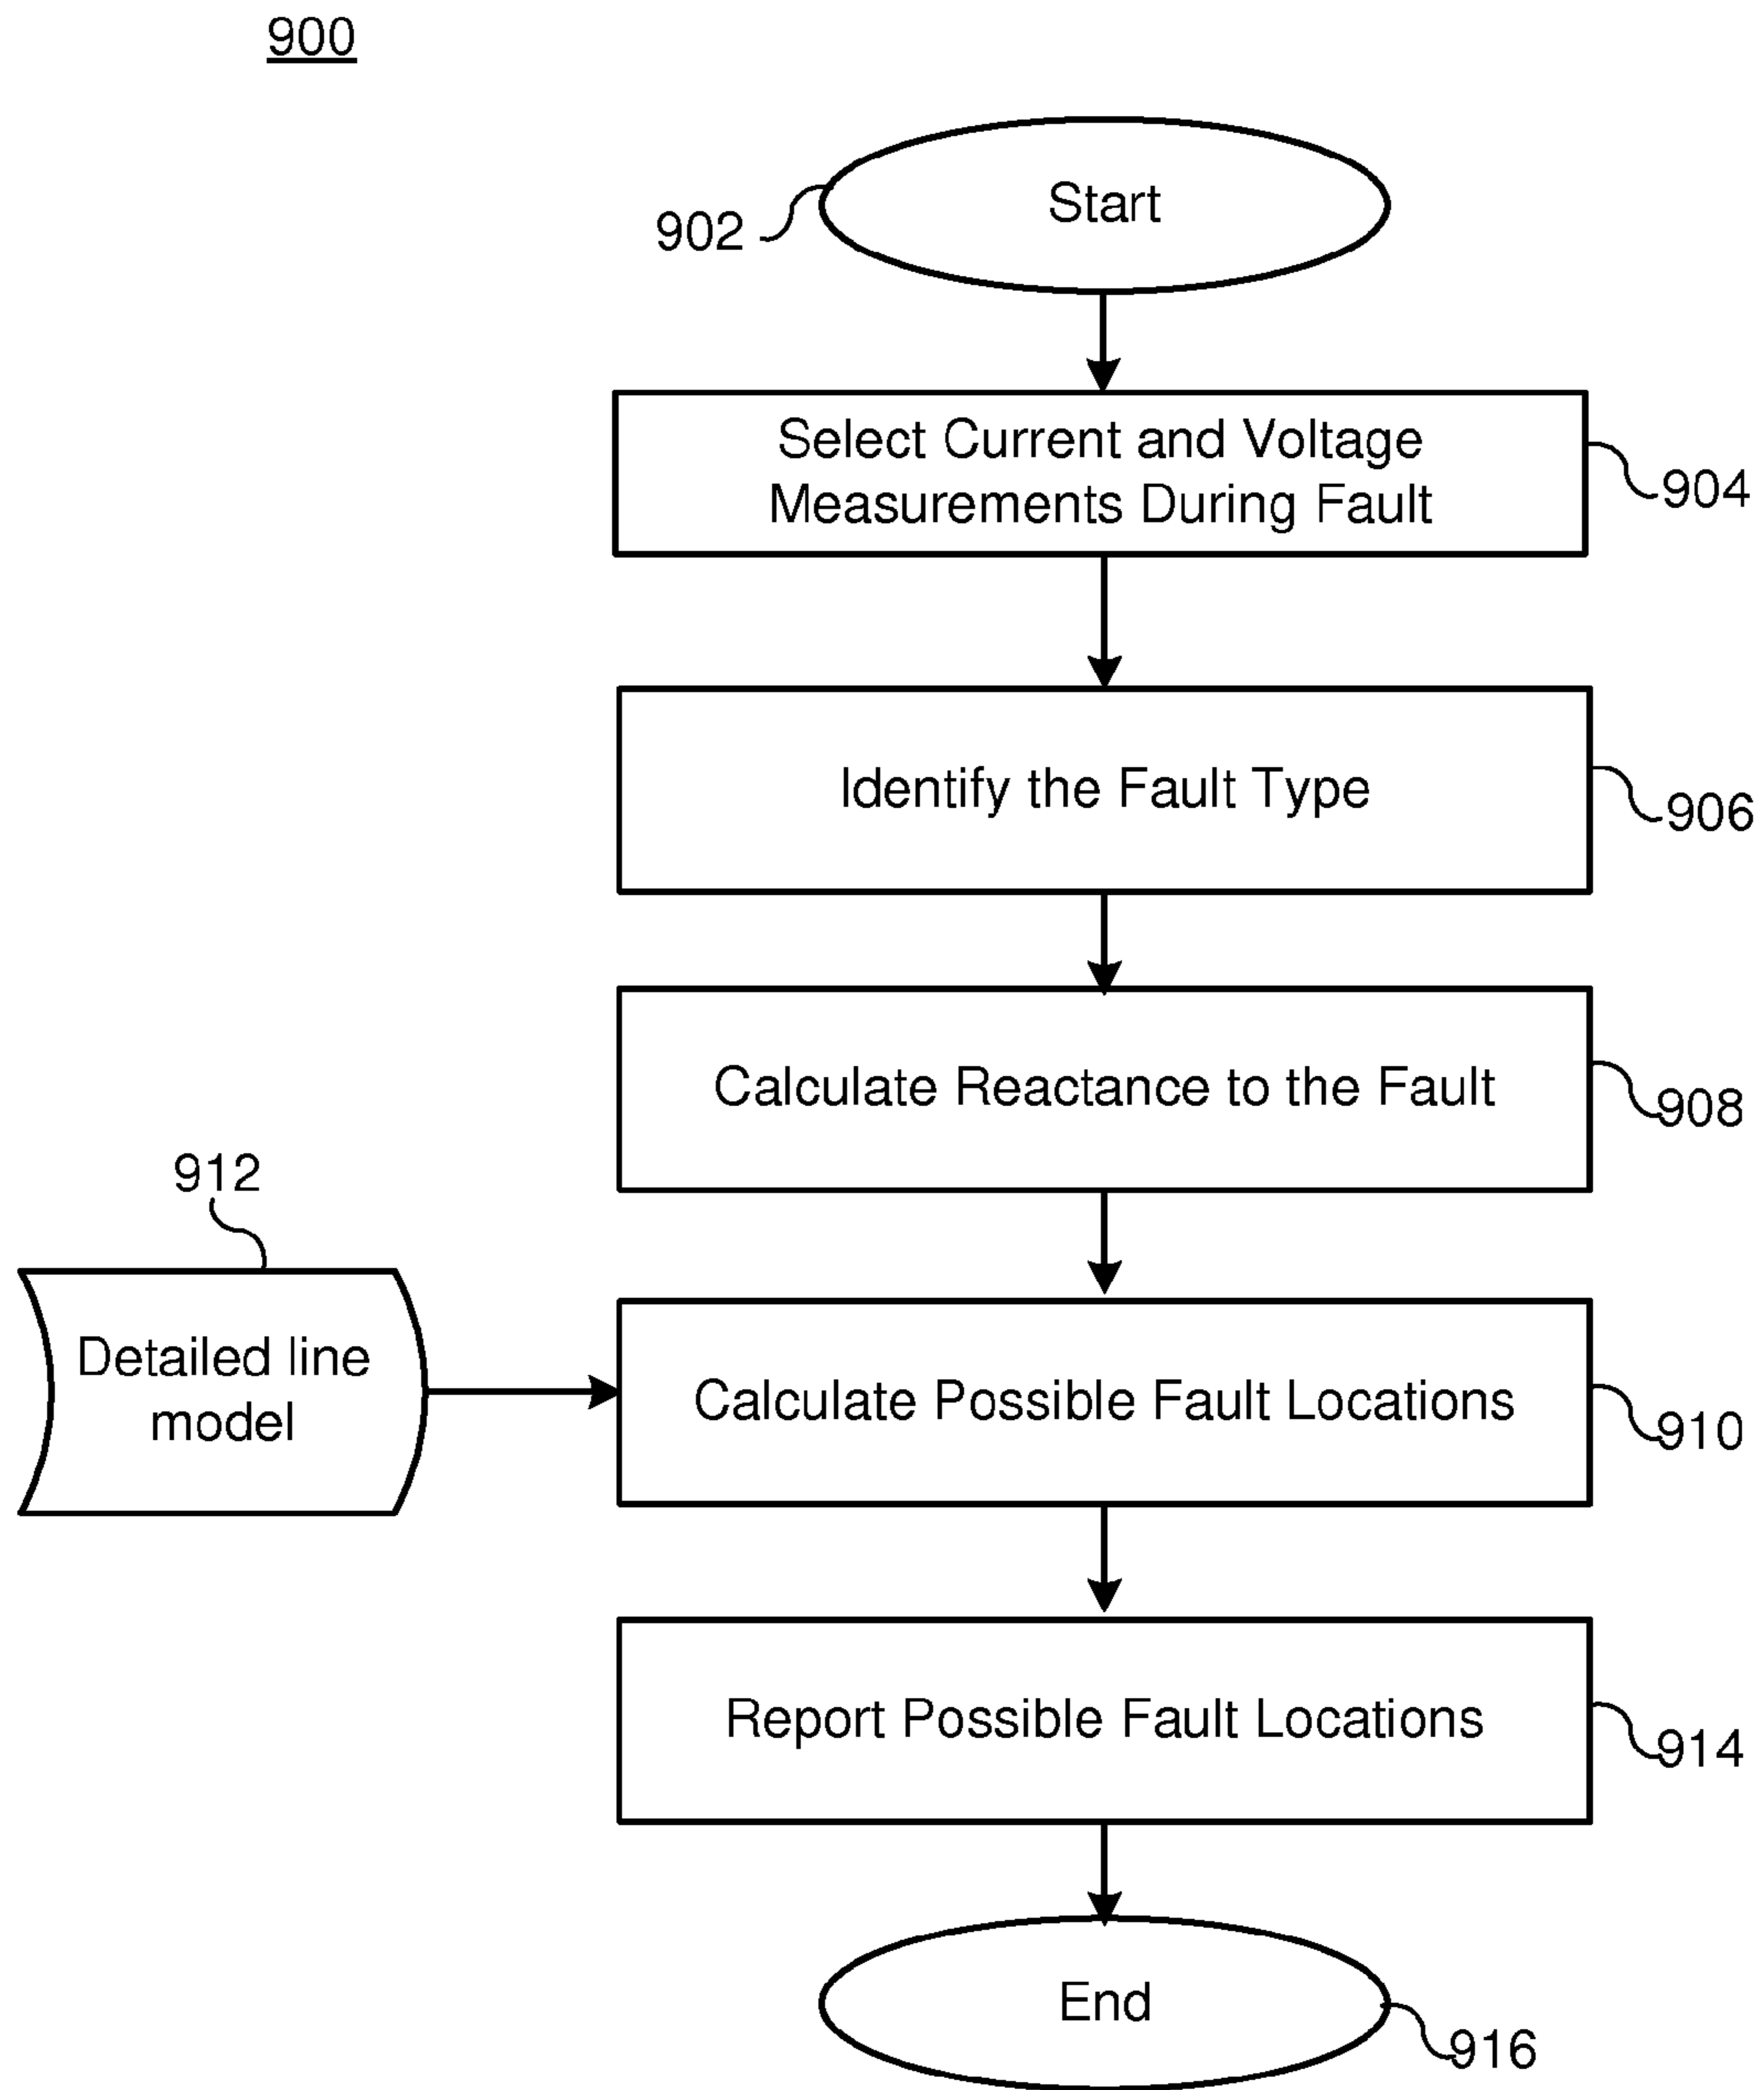 900
Start
902
Select Current and Voltage
Measurements During Fault
904
Identify the Fault Type
906
Calculate Reactance to the Fault
908
912
Detailed line
model
Calculate Possible Fault Locations
910
Report Possible Fault Locations
914
End
916